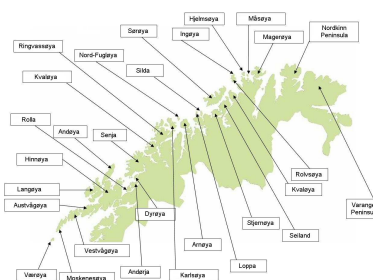 Hjelmsøya
Måsøya
Sørøya
Ingøya
Magerøya
Nordkinn
Peninsula
Nord-Fugløya
Ringvassøya
Silda
Kvaløya
Rolla
Andøya
Senja
Hinnøya
Rolvsøya
Langøya
Kvaløya
Varange
Peninsu
Austvågøya
Dyrøya
Stjernøya
Seiland
Vestvågøya
Arnøya
Loppa
Værøya
Moskenesøya
Andørja
Karlsøya